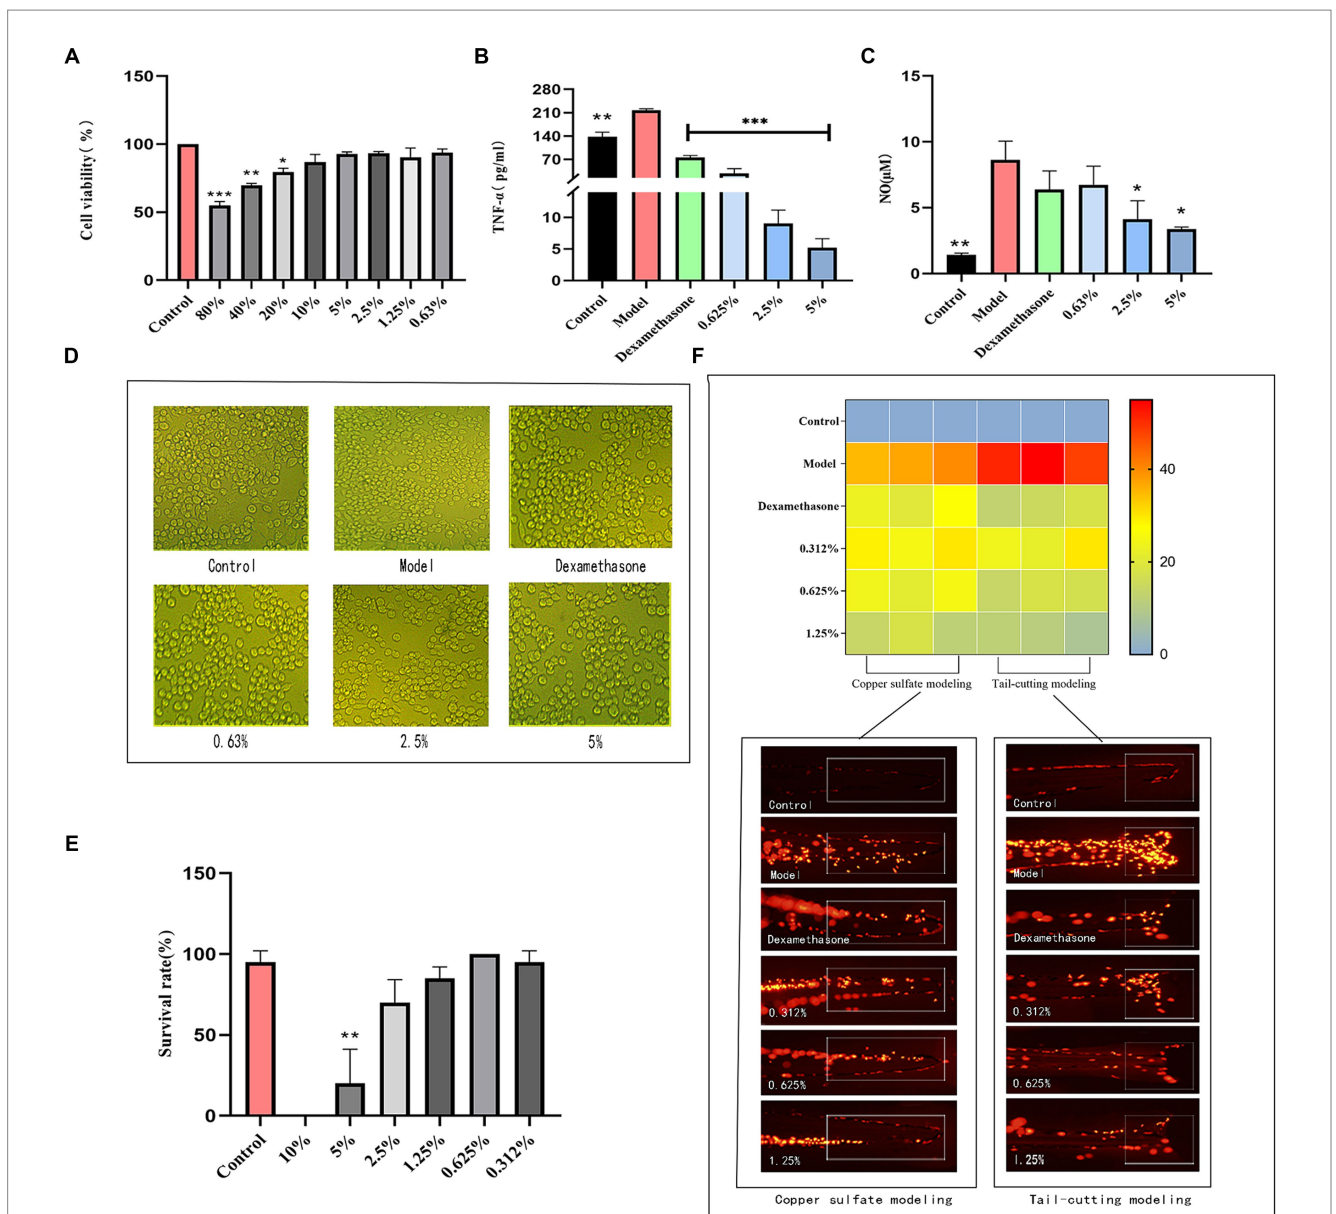 A
150
100
50
0
Cell viability( %)
***
**
*
Control
80%
40%
20%
10%
5%
2.5%
1.25%
0.63%
B
280
210
140
70
10
5
0
TNF-α( pg/ml)
**
***
Control
Model
Dexamethasone
0.625%
2.5%
5%
C
15
10
5
0
NO(μM)
**
*
*
Control
Model
Dexamethasone
0.63%
2.5%
5%
D
Control
Model
Dexamethasone
0.63%
2.5%
5%
E
150
100
50
0
Survival rate(%)
**
Control
10%
5%
2.5%
1.25%
0.625%
0.312%
F
Control
Model
Dexamethasone
0.312%
0.625%
1.25%
40
20
0
Copper sulfate modeling
Tail-cutting modeling
Control
Model
Dexamethasone
0.312%
0.625%
1.25%
Copper sulfate modeling
Control
Model
Dexamethasone
0.312%
0.625%
1.25%
Tail-cutting modeling